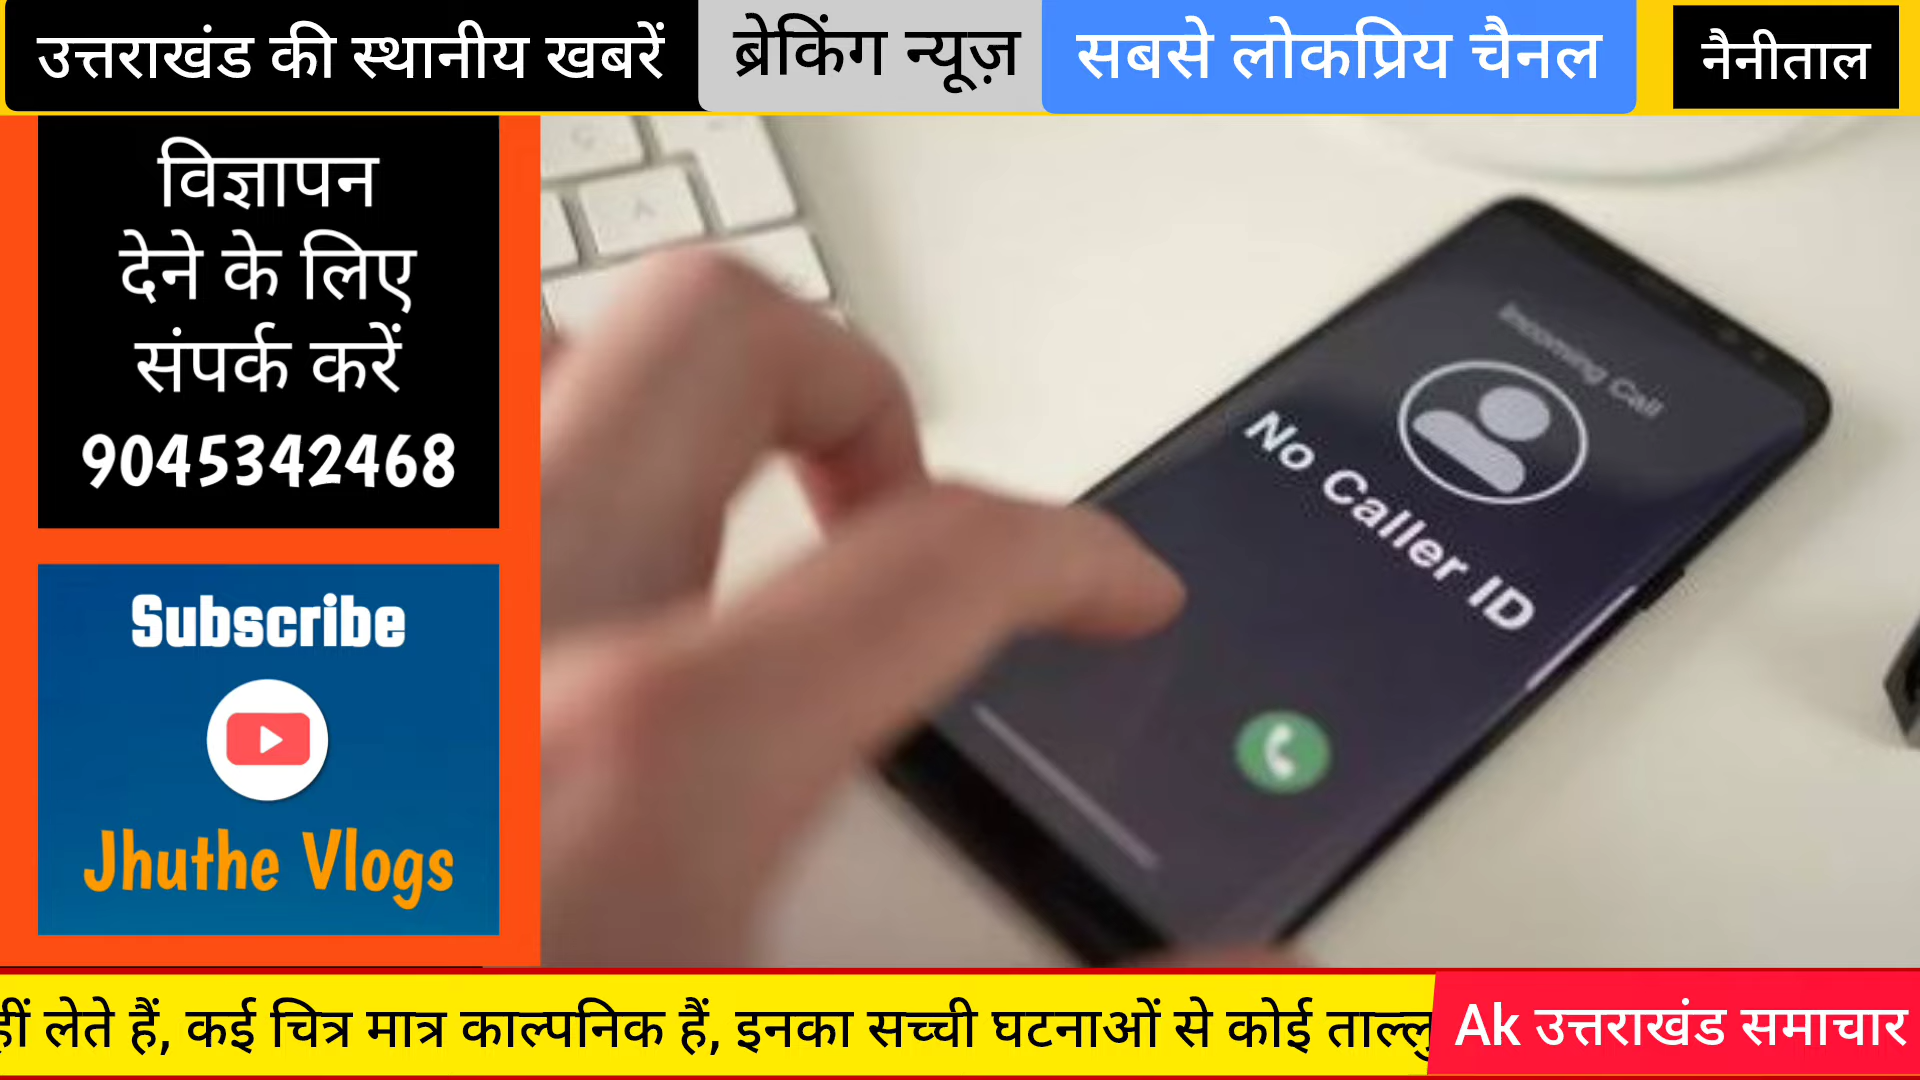 उत्तराखंड की स्थानीय खबरें
ब्रेकिंग न्यूज़
सबसे लोकप्रिय चैनल
नैनीताल
विज्ञापन
देने के लिए
संपर्क करें
9045342468
Subscribe
Jhuthe Vlogs
Incoming Call
No Caller ID
लेते हैं, कई चित्र मात्र काल्पनिक हैं, इनका सच्ची घटनाओं से कोई
Ak उत्तराखंड समाचार